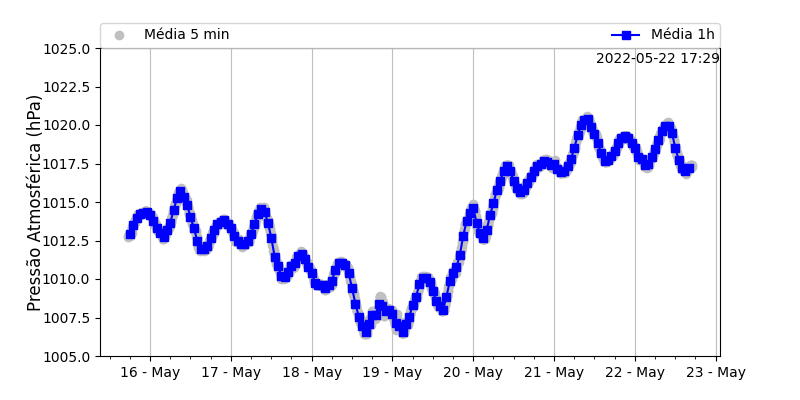 Média 5 min
Média 1h
2022-05-22 17:29
Pressão Atmosférica (hPa)
1025.0
1022.5
1020.0
1017.5
1015.0
1012.5
1010.0
1007.5
1005.0
16 - May
17 - May
18 - May
19 - May
20 - May
21 - May
22 - May
23 - May